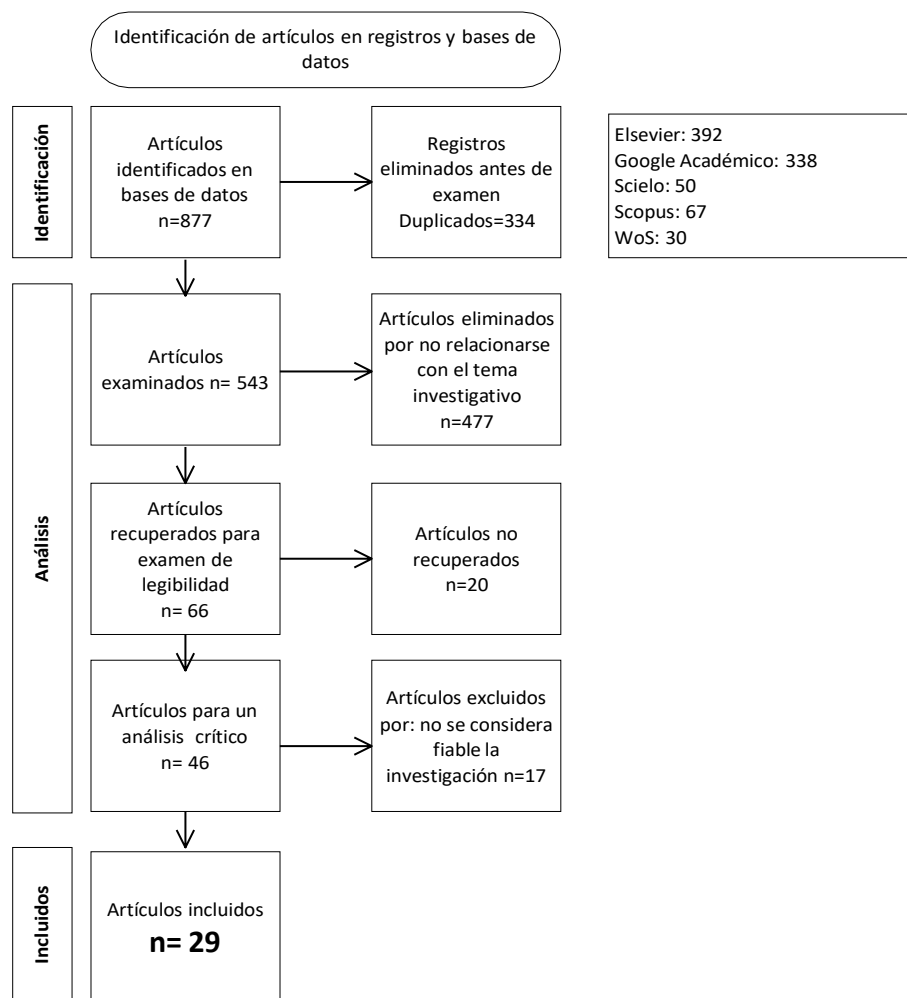 Identificación de artículos en registros y bases de
datos
Identificación
Artículos
identificados en
bases de datos
n=877
Registros
eliminados antes de
examen
Duplicados=334
Elsevier: 392
Google Académico: 338
Scielo: 50
Scopus: 67
WoS: 30
Análisis
Artículos
examinados n= 543
Artículos eliminados
por no relacionarse
con el tema
investigativo
n=477
Artículos
recuperados para
examen de
legibilidad
n= 66
Artículos no
recuperados
n=20
Artículos para un
análisis crítico
n= 46
Artículos excluidos
por: no se considera
fiable la
investigación n=17
Incluidos
Artículos incluidos
n= 29